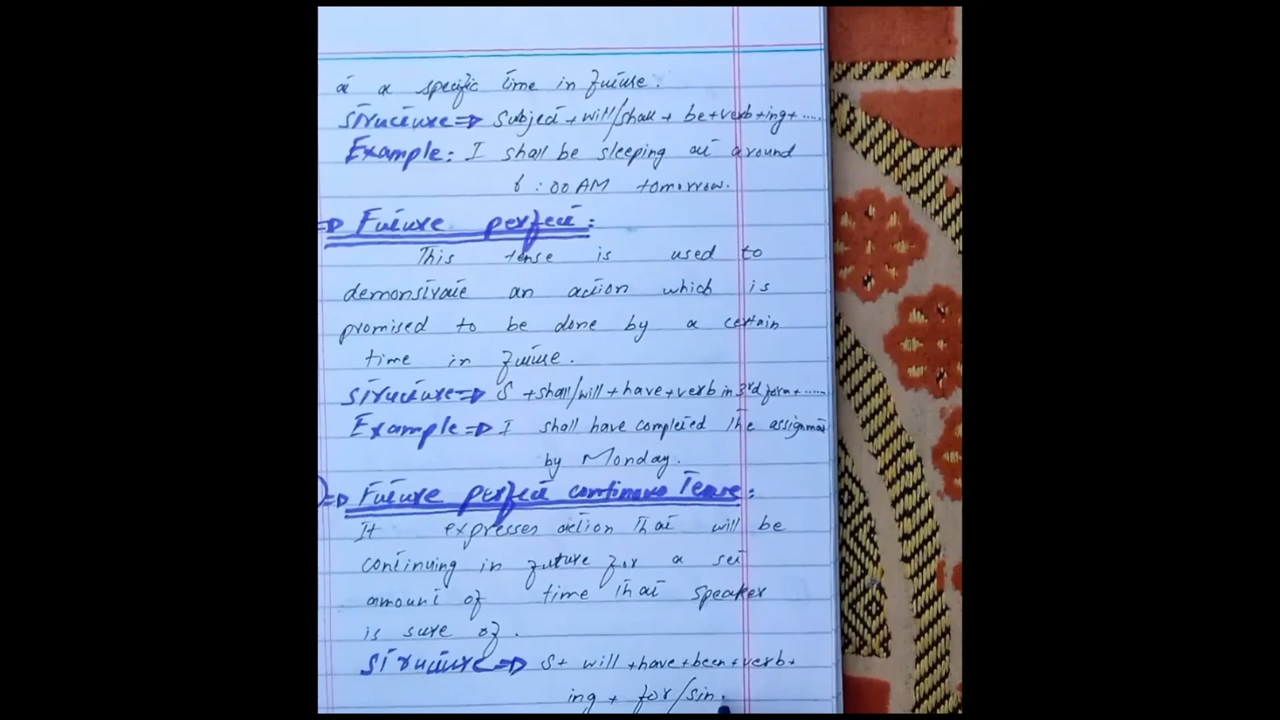 at a specific time in future.
Structure⇒ Subject + will/shall + be+verb+ing+.....
Example: I shall be sleeping at around
6:00 AM tomorrow.
⇒ Future perfect:
This tense is used to
demonstrate an action which is
promised to be done by a certain
time in future.
Structure⇒ S +shall/will+have+verb in 3rd form+.....
Example⇒ I shall have completed the assignment
by Monday.
)⇒ Future perfect continuous Tense:
It expresses action that will be
continuing in future for a set
amount of time that speaker
is sure of.
Structure⇒ S+ will +have+been+verb+
ing + for/sin